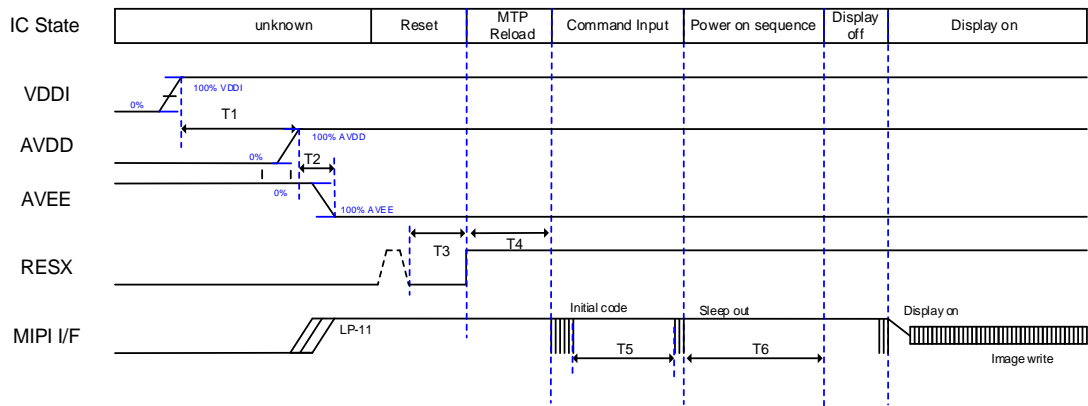 IC State
unknown
Reset
MTP
Reload
Command Input
Power on sequence
Display
off
Display on
VDDI
0%
100% VDDI
T1
AVDD
0%
100% AVDD
T2
AVEE
0%
100% AVEE
RESX
T3
T4
MIPI I/F
LP-11
Initial code
T5
Sleep out
T6
Display on
Image write